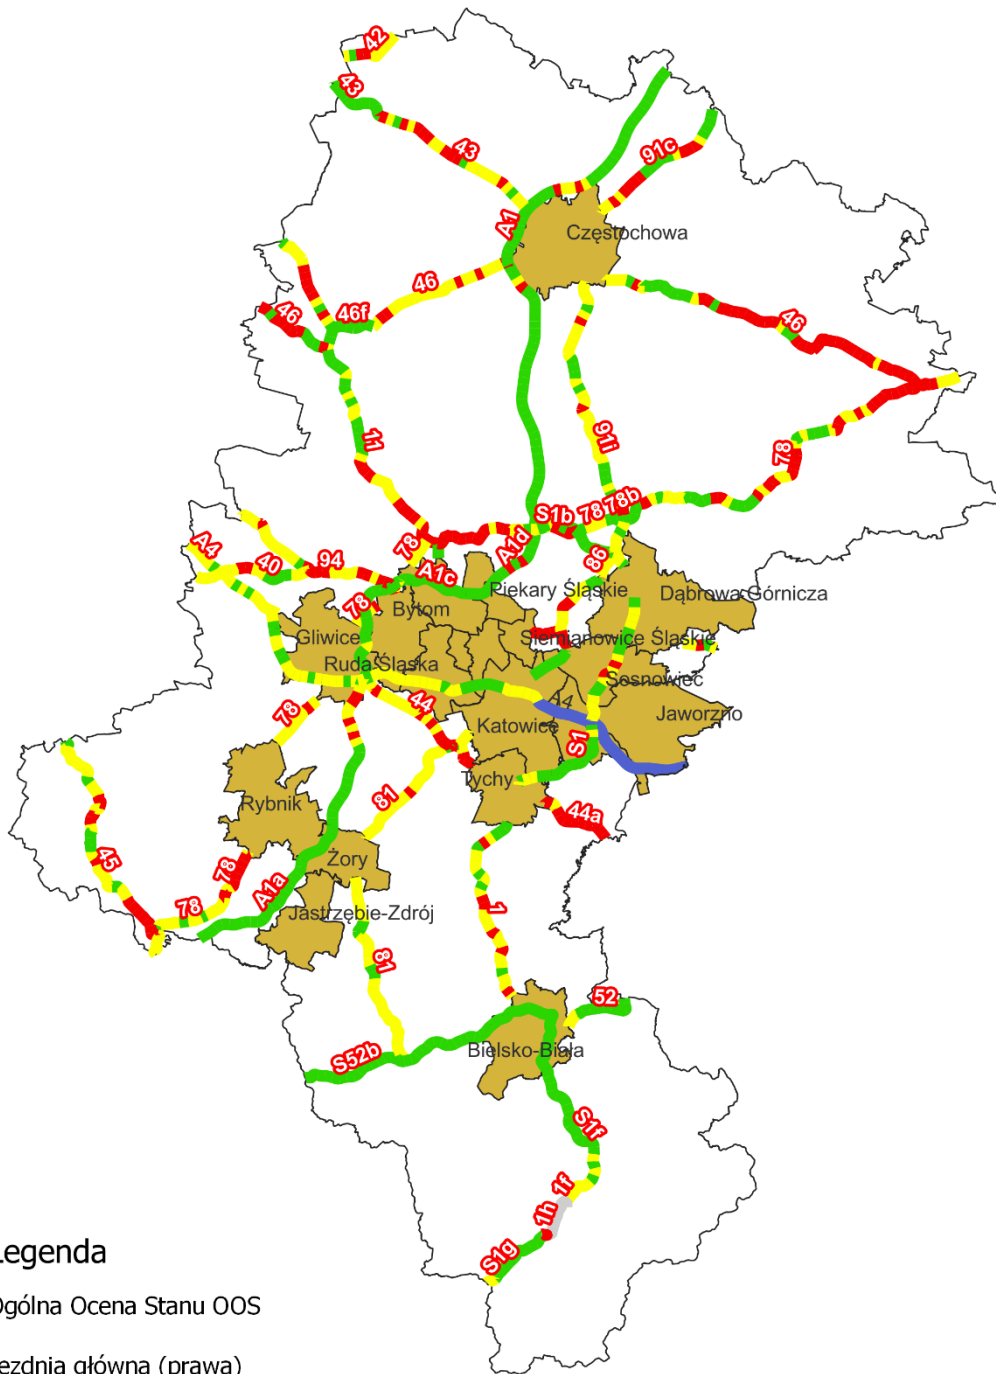 42
43
43
91c
A1
Częstochowa
46
46
46f
46
11
91i
78
S1b
78
78b
A4
40
94
78
A1d
86
A1c
78
Piekary Śląskie
Dąbrowa Górnicza
Bytom
Gliwice
Siemianowice Śląskie
Ruda Śląska
Sosnowiec
44
A4
Jaworzno
78
Katowice
S1
Tychy
81
Rybnik
44a
45
Żory
78
A1a
78
Jastrzębie-Zdrój
1
81
52
Bielsko-Biała
S52b
S1f
1f
1h
S1g
Legenda
Ogólna Ocena Stanu OOS
jezdnia główna (prawa)